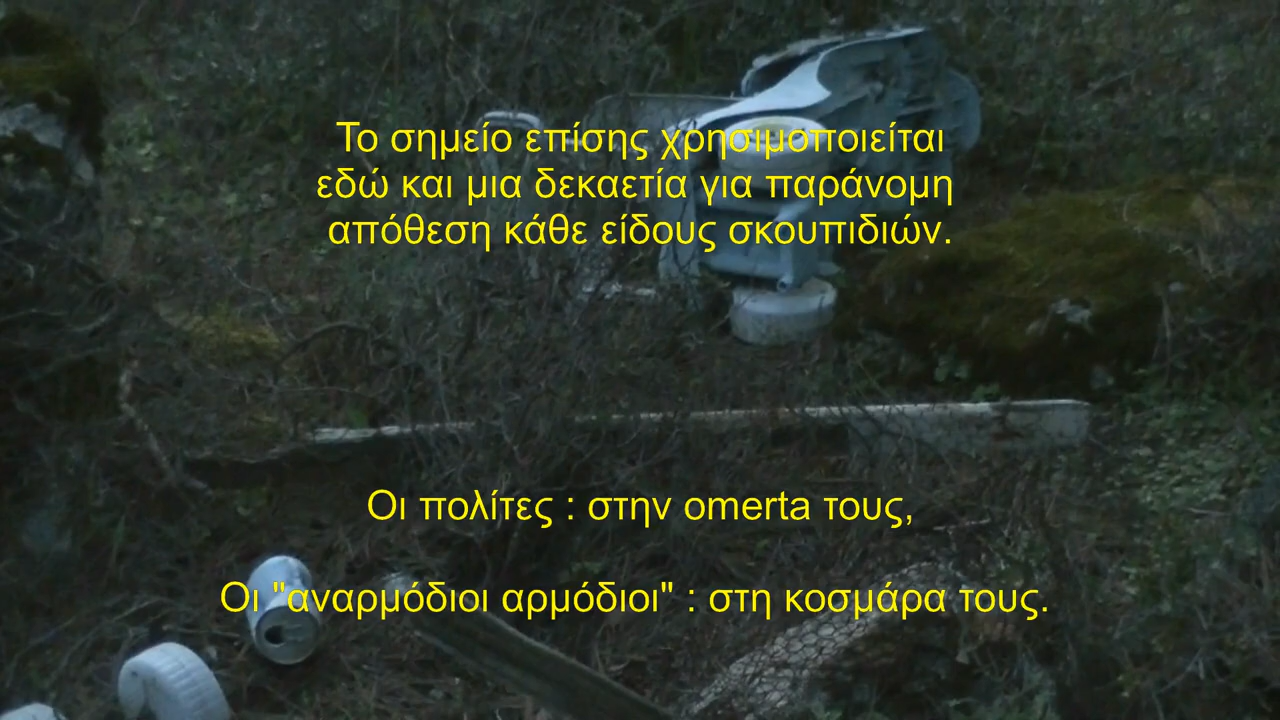 Το σημείο επίσης χρησιμοποιείται
εδώ και μια δεκαετία για παράνομη
απόθεση κάθε είδους σκουπιδιών.
Οι πολίτες : στην omerta τους,
Οι "αναρμόδιοι αρμόδιοι" : στη κοσμάρα τους.